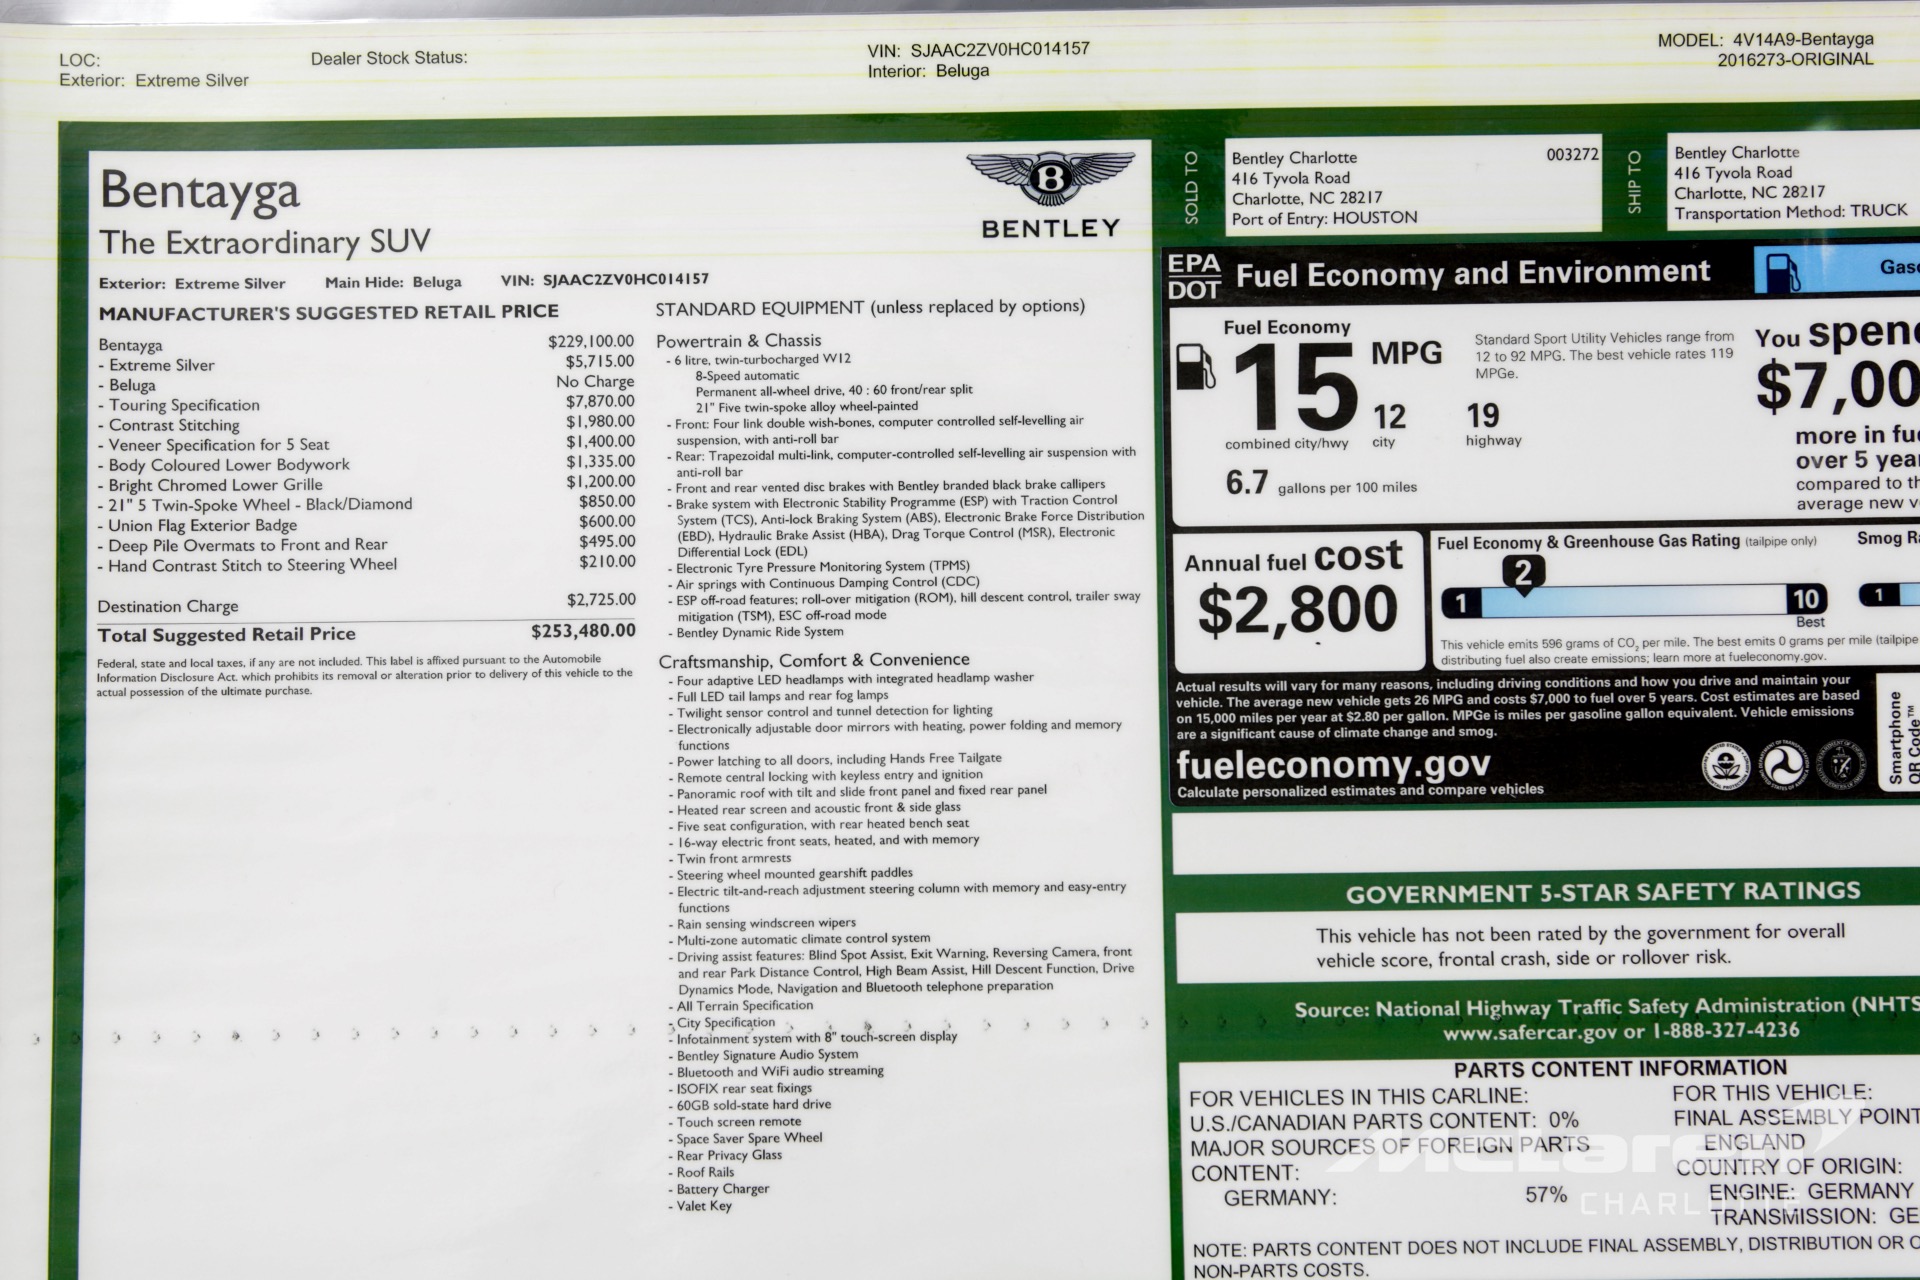 LOC:
Dealer Stock Status:
VIN: SJAAC2ZV0HC014157
MODEL: 4V14A9-Bentayga
Exterior: Extreme Silver
Interior: Beluga
2016273-ORIGINAL
Bentayga
The Extraordinary SUV
B
BENTLEY
Exterior: Extreme Silver Main Hide: Beluga VIN: SJAAC2ZV0HC014157
MANUFACTURER'S SUGGESTED RETAIL PRICE
Bentayga $229,100.00
- Extreme Silver $5,715.00
- Beluga No Charge
- Touring Specification $7,870.00
- Contrast Stitching $1,980.00
- Veneer Specification for 5 Seat $1,400.00
- Body Coloured Lower Bodywork $1,335.00
- Bright Chromed Lower Grille $1,200.00
- 21" 5 Twin-Spoke Wheel - Black/Diamond $850.00
- Union Flag Exterior Badge $600.00
- Deep Pile Overmats to Front and Rear $495.00
- Hand Contrast Stitch to Steering Wheel $210.00
Destination Charge $2,725.00
Total Suggested Retail Price $253,480.00
Federal, state and local taxes, if any are not included. This label is affixed pursuant to the Automobile
Information Disclosure Act. which prohibits its removal or alteration prior to delivery of this vehicle to the
actual possession of the ultimate purchase.
STANDARD EQUIPMENT (unless replaced by options)
Powertrain & Chassis
- 6 litre, twin-turbocharged W12
8-Speed automatic
Permanent all-wheel drive, 40 : 60 front/rear split
21" Five twin-spoke alloy wheel-painted
- Front: Four link double wish-bones, computer controlled self-levelling air
suspension, with anti-roll bar
- Rear: Trapezoidal multi-link, computer-controlled self-levelling air suspension with
anti-roll bar
- Front and rear vented disc brakes with Bentley branded black brake callipers
- Brake system with Electronic Stability Programme (ESP) with Traction Control
System (TCS), Anti-lock Braking System (ABS), Electronic Brake Force Distribution
(EBD), Hydraulic Brake Assist (HBA), Drag Torque Control (MSR), Electronic
Differential Lock (EDL)
- Electronic Tyre Pressure Monitoring System (TPMS)
- Air springs with Continuous Damping Control (CDC)
- ESP off-road features; roll-over mitigation (ROM), hill descent control, trailer sway
mitigation (TSM), ESC off-road mode
- Bentley Dynamic Ride System
Craftsmanship, Comfort & Convenience
- Four adaptive LED headlamps with integrated headlamp washer
- Full LED tail lamps and rear fog lamps
- Twilight sensor control and tunnel detection for lighting
- Electronically adjustable door mirrors with heating, power folding and memory
functions
- Power latching to all doors, including Hands Free Tailgate
- Remote central locking with keyless entry and ignition
- Panoramic roof with tilt and slide front panel and fixed rear panel
- Heated rear screen and acoustic front & side glass
- Five seat configuration, with rear heated bench seat
- 16-way electric front seats, heated, and with memory
- Twin front armrests
- Steering wheel mounted gearshift paddles
- Electric tilt-and-reach adjustment steering column with memory and easy-entry
functions
- Rain sensing windscreen wipers
- Multi-zone automatic climate control system
- Driving assist features: Blind Spot Assist, Exit Warning, Reversing Camera, front
and rear Park Distance Control, High Beam Assist, Hill Descent Function, Drive
Dynamics Mode, Navigation and Bluetooth telephone preparation
- All Terrain Specification
- City Specification
- Infotainment system with 8" touch-screen display
- Bentley Signature Audio System
- Bluetooth and WiFi audio streaming
- ISOFIX rear seat fixings
- 60GB sold-state hard drive
- Touch screen remote
- Space Saver Spare Wheel
- Rear Privacy Glass
- Roof Rails
- Battery Charger
- Valet Key
SOLD TO
Bentley Charlotte 003272
416 Tyvola Road
Charlotte, NC 28217
Port of Entry: HOUSTON
SHIP TO
Bentley Charlotte
416 Tyvola Road
Charlotte, NC 28217
Transportation Method: TRUCK
EPA
DOT
Fuel Economy and Environment
Gaso
Fuel Economy
15 MPG
combined city/hwy
12
city
19
highway
6.7 gallons per 100 miles
Standard Sport Utility Vehicles range from
12 to 92 MPG. The best vehicle rates 119
MPGe.
You spen
$7,00
more in fu
over 5 year
compared to th
average new v
Annual fuel cost
$2,800
Fuel Economy & Greenhouse Gas Rating (tailpipe only)
2
1
10
Best
Smog Ra
1
This vehicle emits 596 grams of CO2 per mile. The best emits 0 grams per mile (tailpipe
distributing fuel also create emissions; learn more at fueleconomy.gov.
Actual results will vary for many reasons, including driving conditions and how you drive and maintain your
vehicle. The average new vehicle gets 26 MPG and costs $7,000 to fuel over 5 years. Cost estimates are based
on 15,000 miles per year at $2.80 per gallon. MPGe is miles per gasoline gallon equivalent. Vehicle emissions
are a significant cause of climate change and smog.
fueleconomy.gov
Calculate personalized estimates and compare vehicles
Smartphone
QR Code™
GOVERNMENT 5-STAR SAFETY RATINGS
This vehicle has not been rated by the government for overall
vehicle score, frontal crash, side or rollover risk.
Source: National Highway Traffic Safety Administration (NHTS
www.safercar.gov or 1-888-327-4236
PARTS CONTENT INFORMATION
FOR VEHICLES IN THIS CARLINE:
U.S./CANADIAN PARTS CONTENT: 0%
MAJOR SOURCES OF FOREIGN PARTS
CONTENT:
GERMANY: 57%
FOR THIS VEHICLE:
FINAL ASSEMBLY POINT
ENGLAND
COUNTRY OF ORIGIN:
ENGINE: GERMANY
TRANSMISSION: GE
NOTE: PARTS CONTENT DOES NOT INCLUDE FINAL ASSEMBLY, DISTRIBUTION OR O
NON-PARTS COSTS.
McLaren
CHARLOTTE